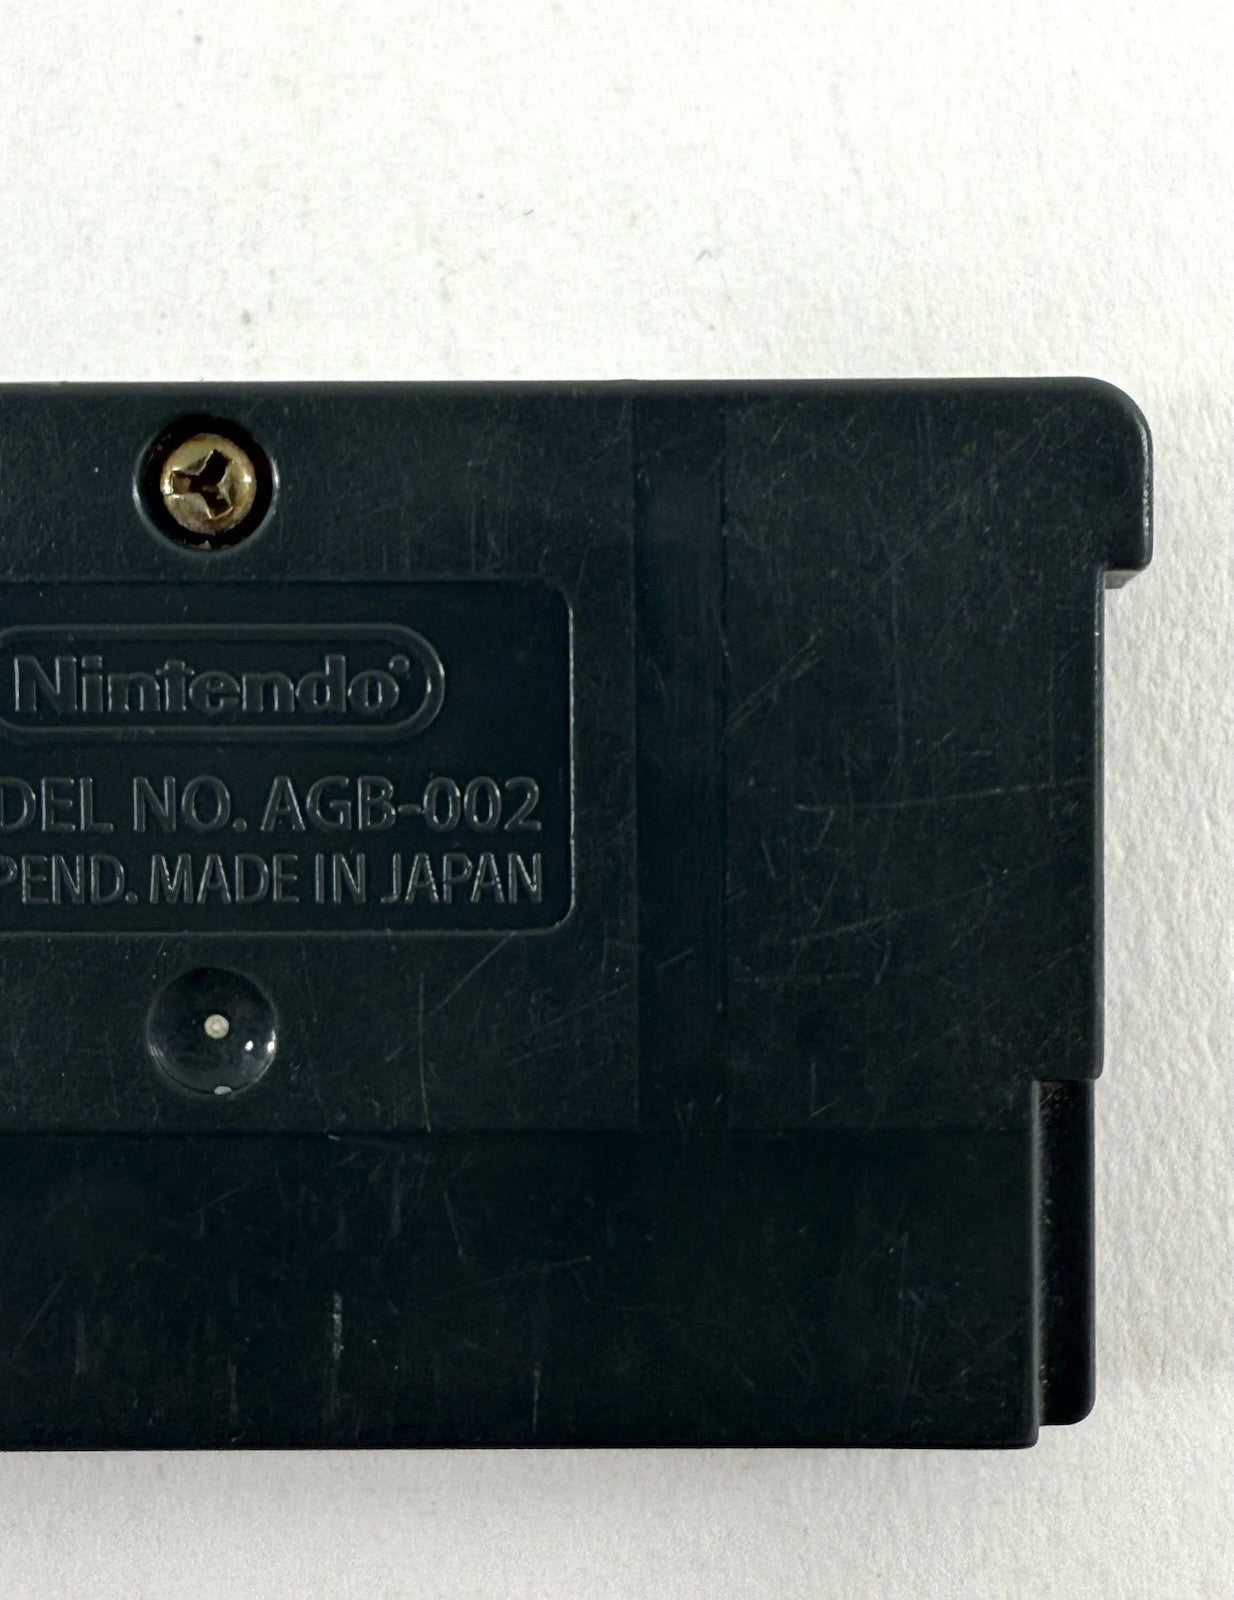 Nintendo®
DEL NO. AGB-002
PEND. MADE IN JAPAN